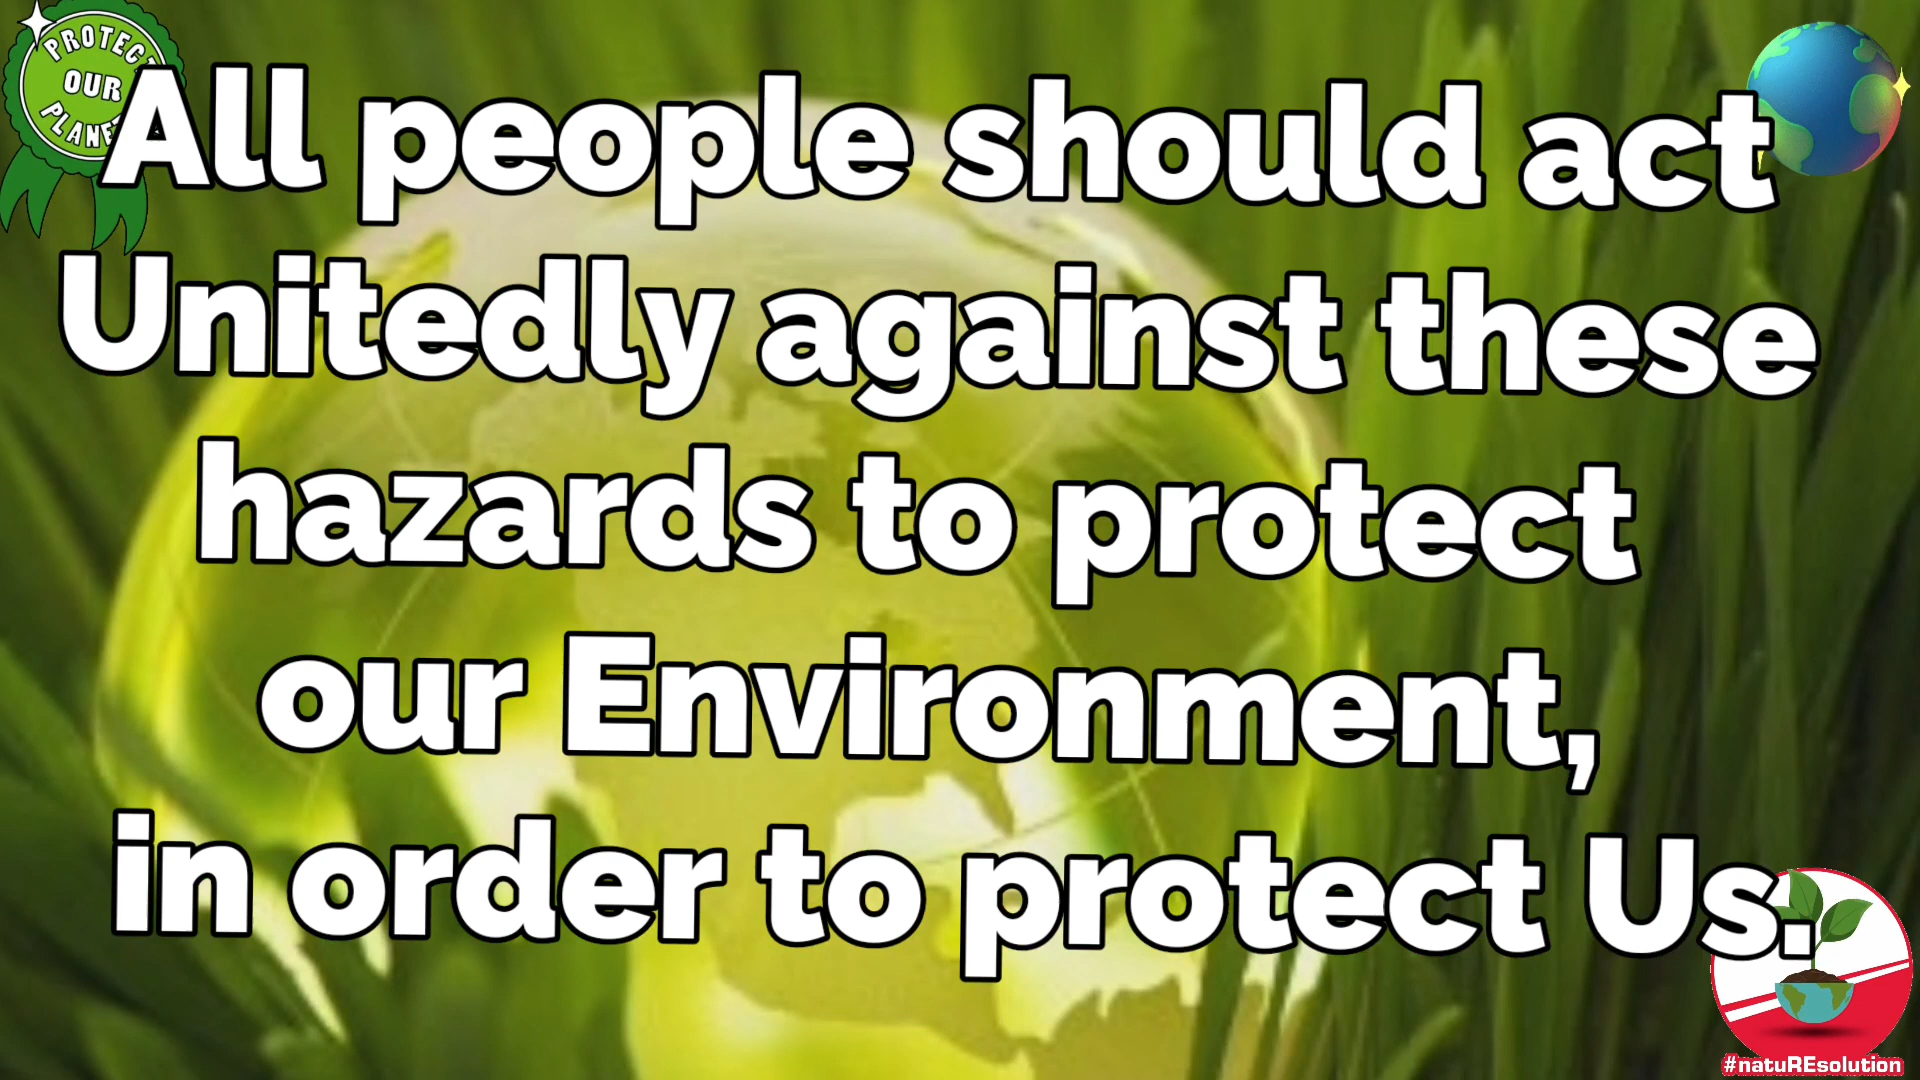 PROTECT
OUR
PLANET
All people should act
Unitedly against these
hazards to protect
our Environment,
in order to protect Us.
#natuREsolution